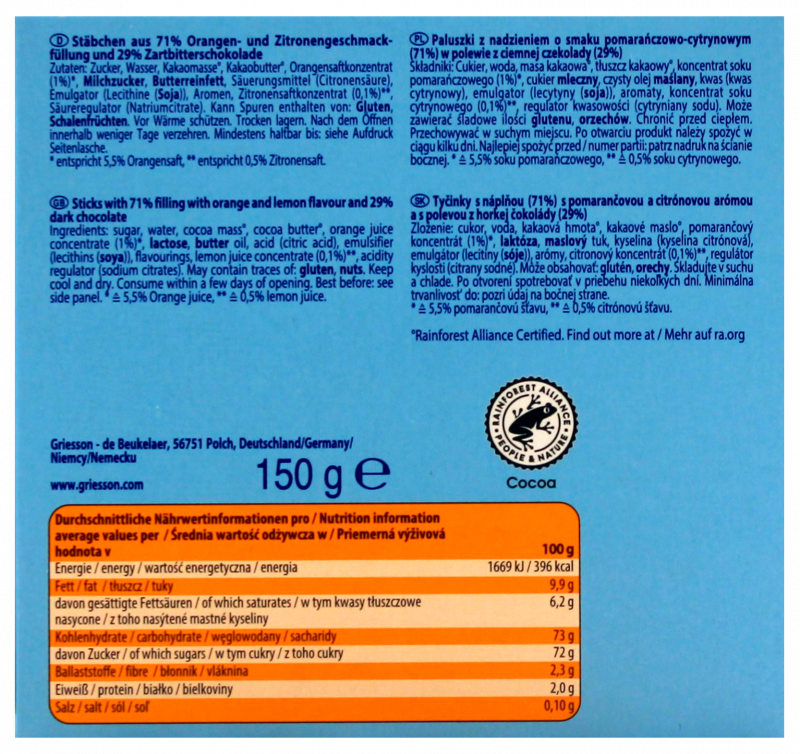 D Stäbchen aus 71% Orangen- und Zitronengeschmack-
füllung und 29% Zartbitterschokolade
Zutaten: Zucker, Wasser, Kakaomasse°, Kakaobutter°, Orangensaftkonzentrat
(1%)*, Milchzucker, Butterreinfett, Säuerungsmittel (Citronensäure),
Emulgator (Lecithine (Soja)), Aromen, Zitronensaftkonzentrat (0,1%)**,
Säureregulator (Natriumcitrate). Kann Spuren enthalten von: Gluten,
Schalenfrüchten. Vor Wärme schützen. Trocken lagern. Nach dem Öffnen
innerhalb weniger Tage verzehren. Mindestens haltbar bis: siehe Aufdruck
Seitenlasche.
* entspricht 5,5% Orangensaft, ** entspricht 0,5% Zitronensaft.
GB Sticks with 71% filling with orange and lemon flavour and 29%
dark chocolate
Ingredients: sugar, water, cocoa mass°, cocoa butter°, orange juice
concentrate (1%)*, lactose, butter oil, acid (citric acid), emulsifier
(lecithins (soya)), flavourings, lemon juice concentrate (0,1%)**, acidity
regulator (sodium citrates). May contain traces of: gluten, nuts. Keep
cool and dry. Consume within a few days of opening. Best before: see
side panel. * ≙ 5,5% Orange juice, ** ≙ 0,5% lemon juice.
PL Paluszki z nadzieniem o smaku pomarańczowo-cytrynowym
(71%) w polewie z ciemnej czekolady (29%)
Składniki: Cukier, woda, masa kakaowa°, tłuszcz kakaowy°, koncentrat soku
pomarańczowego (1%)*, cukier mleczny, czysty olej maślany, kwas (kwas
cytrynowy), emulgator (lecytyny (soja)), aromaty, koncentrat soku
cytrynowego (0,1%)**, regulator kwasowości (cytryniany sodu). Może
zawierać śladowe ilości glutenu, orzechów. Chronić przed ciepłem.
Przechowywać w suchym miejscu. Po otwarciu produkt należy spożyć w
ciągu kilku dni. Najlepiej spożyć przed / numer partii: patrz nadruk na ścianie
bocznej. * ≙ 5,5% soku pomarańczowego, ** ≙ 0,5% soku cytrynowego.
SK Tyčinky s náplňou (71%) s pomarančovou a citrónovou arómou
a s polevou z horkej čokolády (29%)
Zloženie: cukor, voda, kakaová hmota°, kakaové maslo°, pomarančový
koncentrát (1%)*, laktóza, maslový tuk, kyselina (kyselina citrónová),
emulgátor (lecitíny (sóje)), arómy, citronový koncentrát (0,1%)**, regulátor
kyslosti (citrany sodné). Môže obsahovať: glutén, orechy. Skladujte v suchu
a chlade. Po otvorení spotrebovať v priebehu niekoľkých dní. Minimálna
trvanlivosť do: pozri údaj na bočnej strane.
* ≙ 5,5% pomarančovú šťavu, ** ≙ 0,5% citrónovú šťavu.
°Rainforest Alliance Certified. Find out more at / Mehr auf ra.org
RAINFOREST ALLIANCE
PEOPLE & NATURE
Cocoa
Griesson - de Beukelaer, 56751 Polch, Deutschland/Germany/
Niemcy/Nemecku
www.griesson.com
150 g e
Durchschnittliche Nährwertinformationen pro / Nutrition information
average values per / Średnia wartość odżywcza w / Priemerná výživová
hodnota v 100 g
Energie / energy / wartość energetyczna / energia 1669 kJ / 396 kcal
Fett / fat / tłuszcz / tuky 9,9 g
davon gesättigte Fettsäuren / of which saturates / w tym kwasy tłuszczowe 6,2 g
nasycone / z toho nasýtené mastné kyseliny
Kohlenhydrate / carbohydrate / węglowodany / sacharidy 73 g
davon Zucker / of which sugars / w tym cukry / z toho cukry 72 g
Ballaststoffe / fibre / błonnik / vláknina 2,3 g
Eiweiß / protein / białko / bielkoviny 2,0 g
Salz / salt / sól / soľ 0,10 g